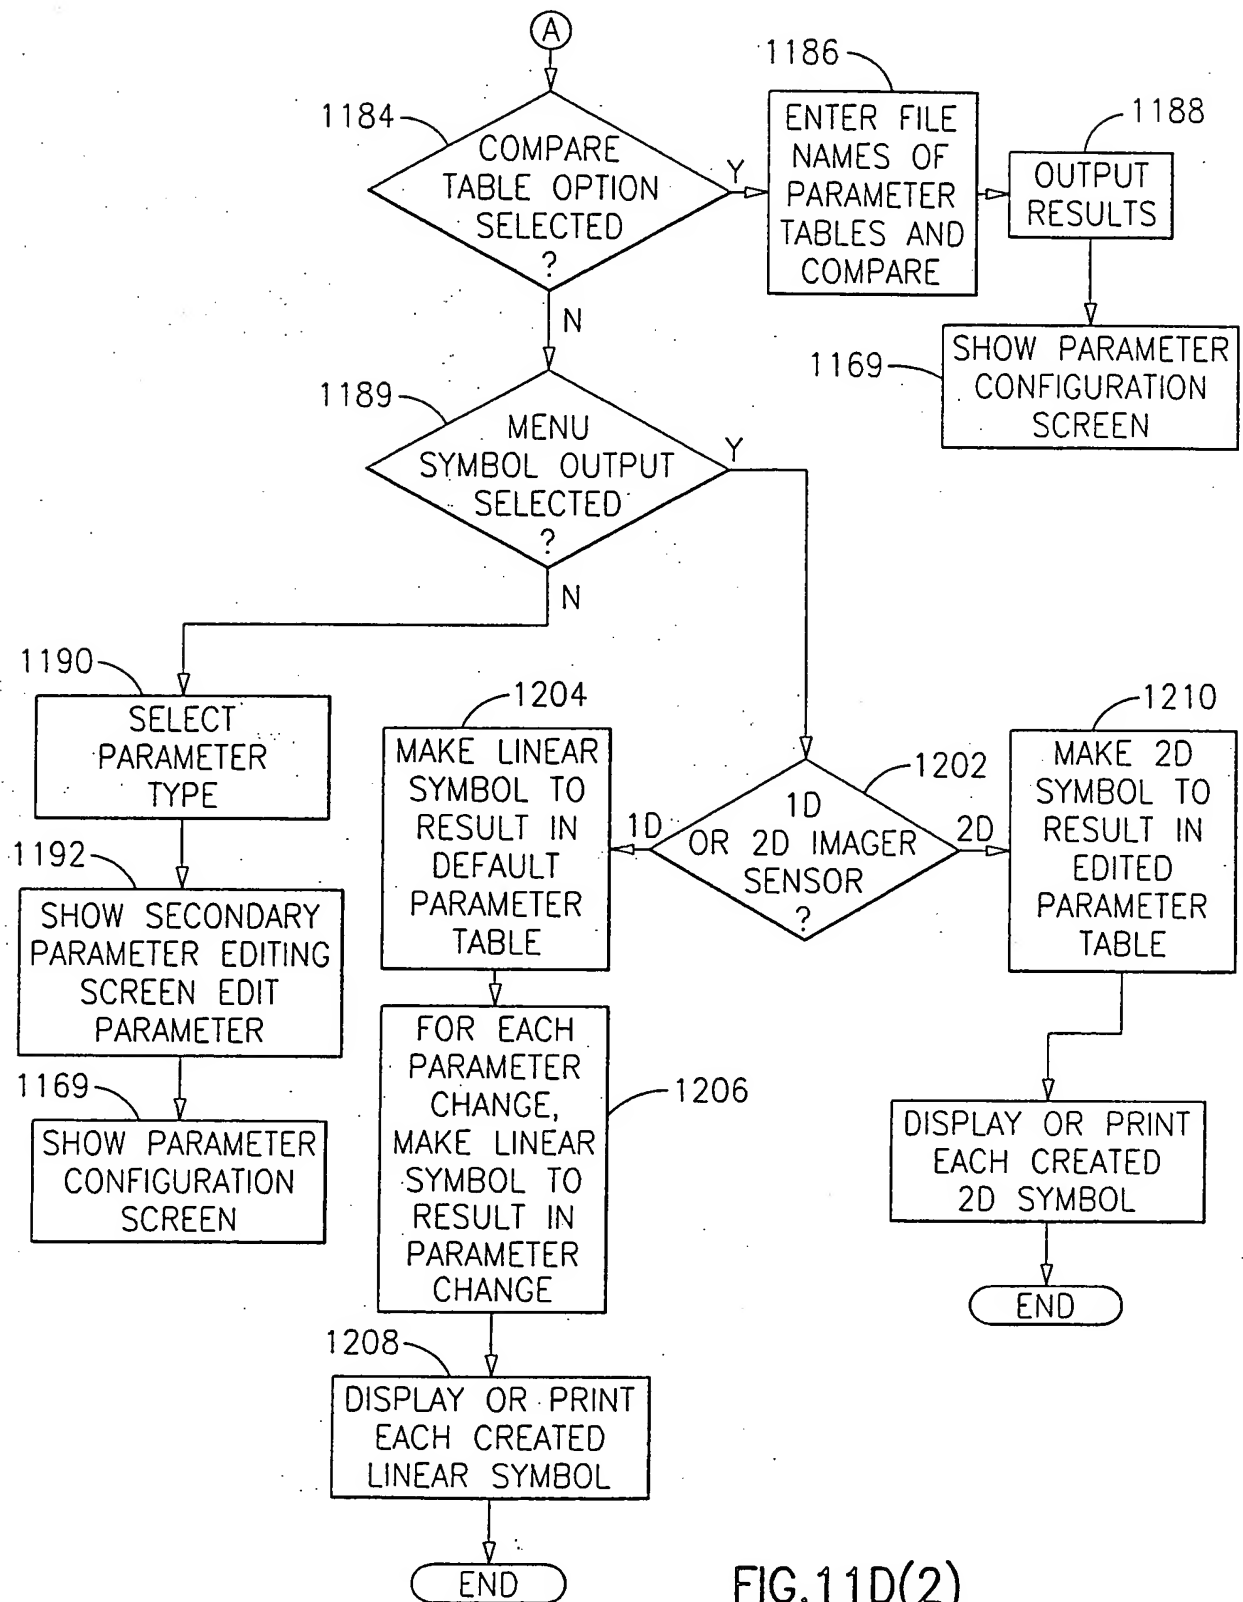 A
1184
COMPARE
TABLE OPTION
SELECTED
?
Y
N
1186
ENTER FILE
NAMES OF
PARAMETER
TABLES AND
COMPARE
1188
OUTPUT
RESULTS
1169
SHOW PARAMETER
CONFIGURATION
SCREEN
1189
MENU
SYMBOL OUTPUT
SELECTED
?
Y
N
1190
SELECT
PARAMETER
TYPE
1192
SHOW SECONDARY
PARAMETER EDITING
SCREEN EDIT
PARAMETER
1169
SHOW PARAMETER
CONFIGURATION
SCREEN
1202
1D
OR 2D IMAGER
SENSOR
?
1D
2D
1204
MAKE LINEAR
SYMBOL TO
RESULT IN
DEFAULT
PARAMETER
TABLE
1206
FOR EACH
PARAMETER
CHANGE,
MAKE LINEAR
SYMBOL TO
RESULT IN
PARAMETER
CHANGE
1208
DISPLAY OR PRINT
EACH CREATED
LINEAR SYMBOL
END
1210
MAKE 2D
SYMBOL TO
RESULT IN
EDITED
PARAMETER
TABLE
DISPLAY OR PRINT
EACH CREATED
2D SYMBOL
END
FIG.11D(2)